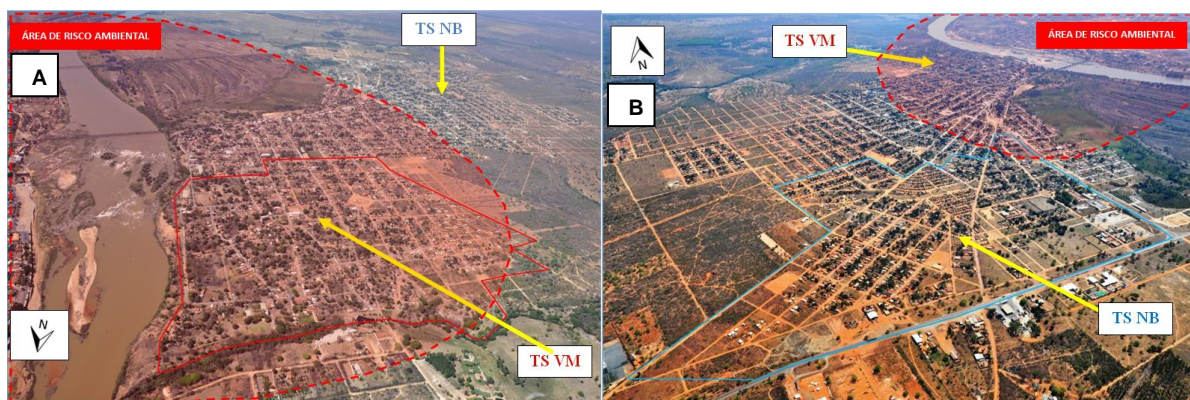 ÁREA DE RISCO AMBIENTAL
A
TS NB
N
TS VM
TS VM
ÁREA DE RISCO AMBIENTAL
N
B
TS NB